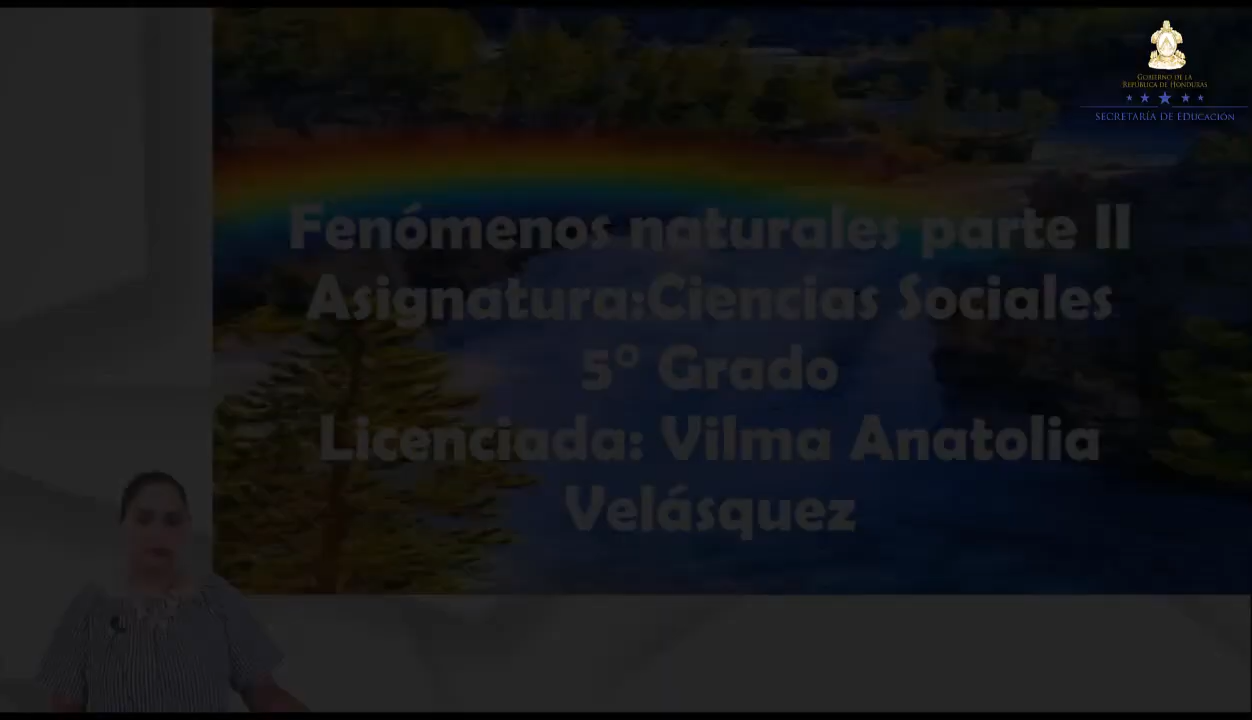 GOBIERNO DE LA
REPÚBLICA DE HONDURAS
SECRETARÍA DE EDUCACIÓN
Fenómenos naturales parte II
Asignatura:Ciencias Sociales
5° Grado
Licenciada: Vilma Anatolia
Velásquez